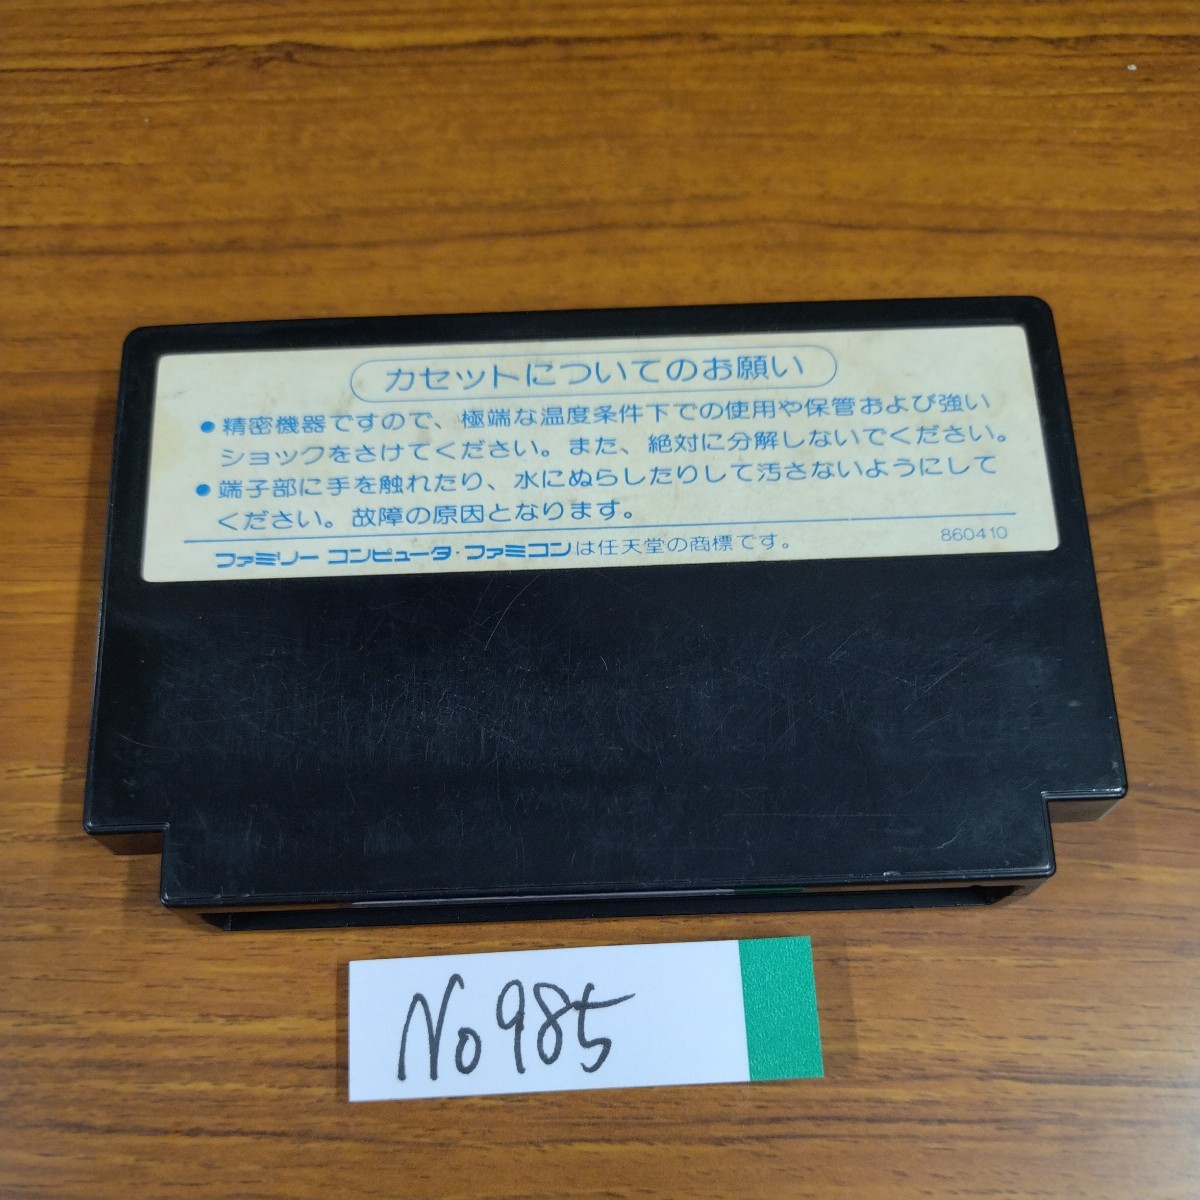 カセットについてのお願い
●精密機器ですので、極端な温度条件下での使用や保管および強い
ショックをさけてください。また、絶対に分解しないでください。
●端子部に手を触れたり、水にぬらしたりして汚さないようにして
ください。故障の原因となります。
ファミリー コンピュータ・ファミコンは任天堂の商標です。 860410
No985